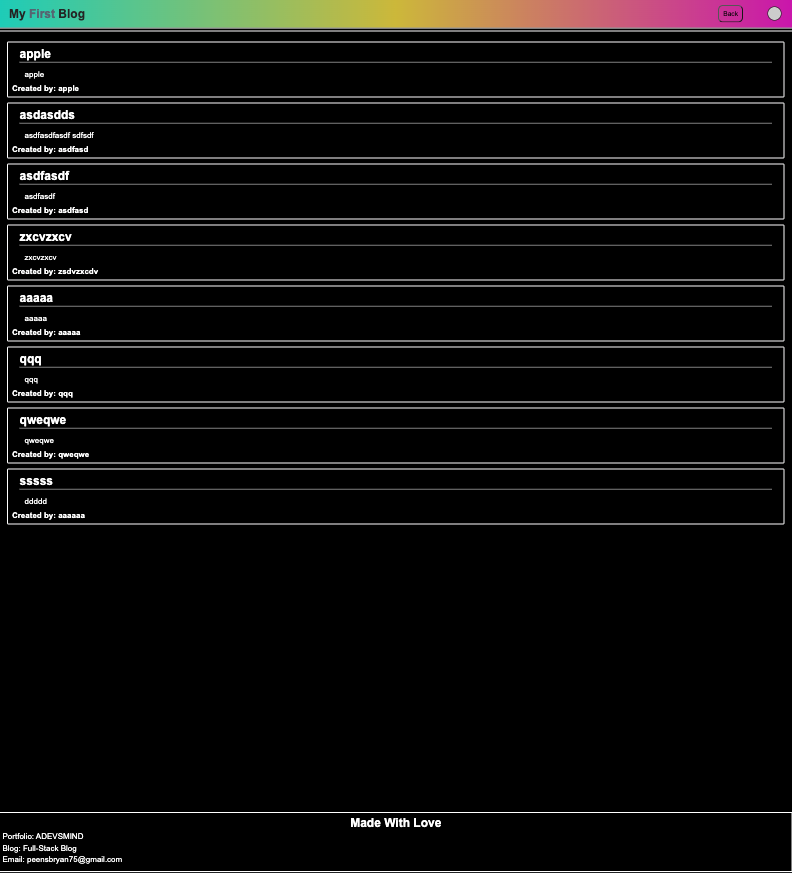 My First Blog
Back
apple
apple
Created by: apple
asdasdds
asdfasdfasdf sdfsdf
Created by: asdfasd
asdfasdf
asdfasdf
Created by: asdfasd
zxcvzxcv
zxcvzxcv
Created by: zsdvzxcdv
aaaaa
aaaaa
Created by: aaaaa
qqq
qqq
Created by: qqq
qweqwe
qweqwe
Created by: qweqwe
sssss
ddddd
Created by: aaaaaa
Made With Love
Portfolio: ADEVSMIND
Blog: Full-Stack Blog
Email: peensbryan75@gmail.com